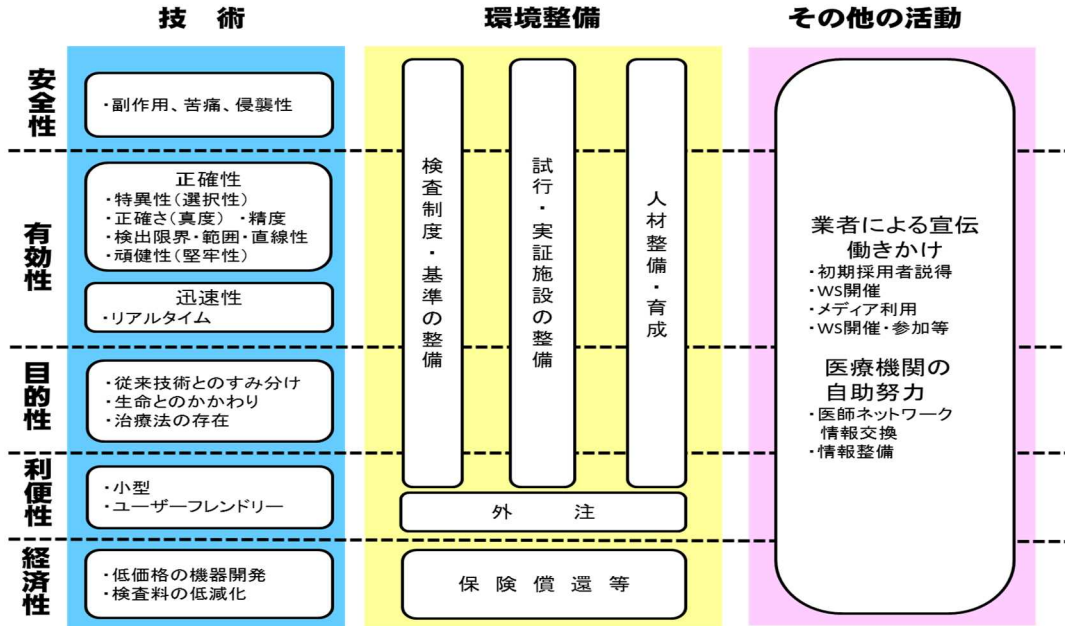 技 術
環境整備
その他の活動
安全性
・副作用、苦痛、侵襲性
有効性
正確性
・特異性(選択性)
・正確さ(真度) ・精度
・検出限界・範囲・直線性
・頑健性(堅牢性)
迅速性
・リアルタイム
目的性
・従来技術とのすみ分け
・生命とのかかわり
・治療法の存在
利便性
・小型
・ユーザーフレンドリー
経済性
・低価格の機器開発
・検査料の低減化
検査制度・基準の整備
試行・実証施設の整備
人材整備・育成
外 注
保 険 償 還 等
業者による宣伝
働きかけ
・初期採用者説得
・WS開催
・メディア利用
・WS開催・参加等
医療機関の
自助努力
・医師ネットワーク
情報交換
・情報整備